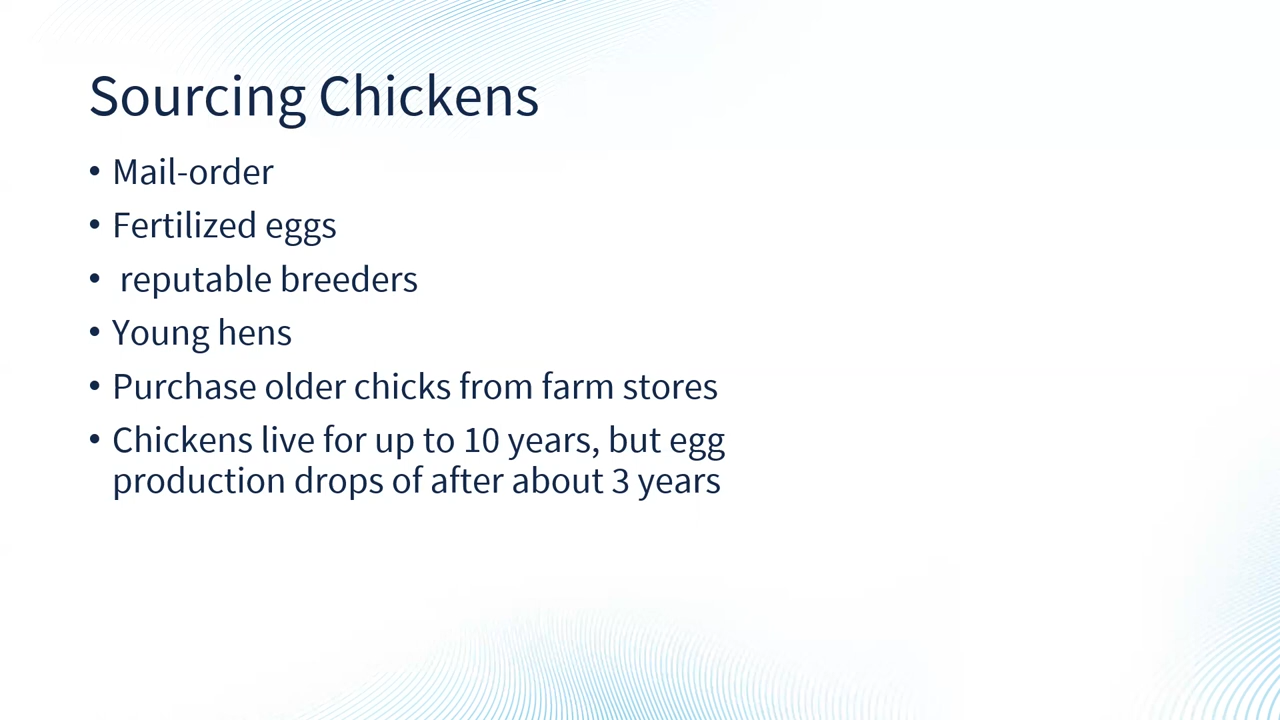 Sourcing Chickens
• Mail-order
• Fertilized eggs
• reputable breeders
• Young hens
• Purchase older chicks from farm stores
• Chickens live for up to 10 years, but egg
production drops of after about 3 years